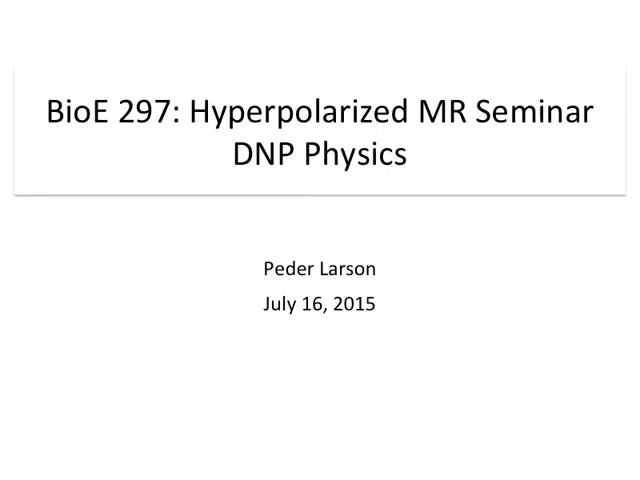 BioE 297: Hyperpolarized MR Seminar
DNP Physics
Peder Larson
July 16, 2015